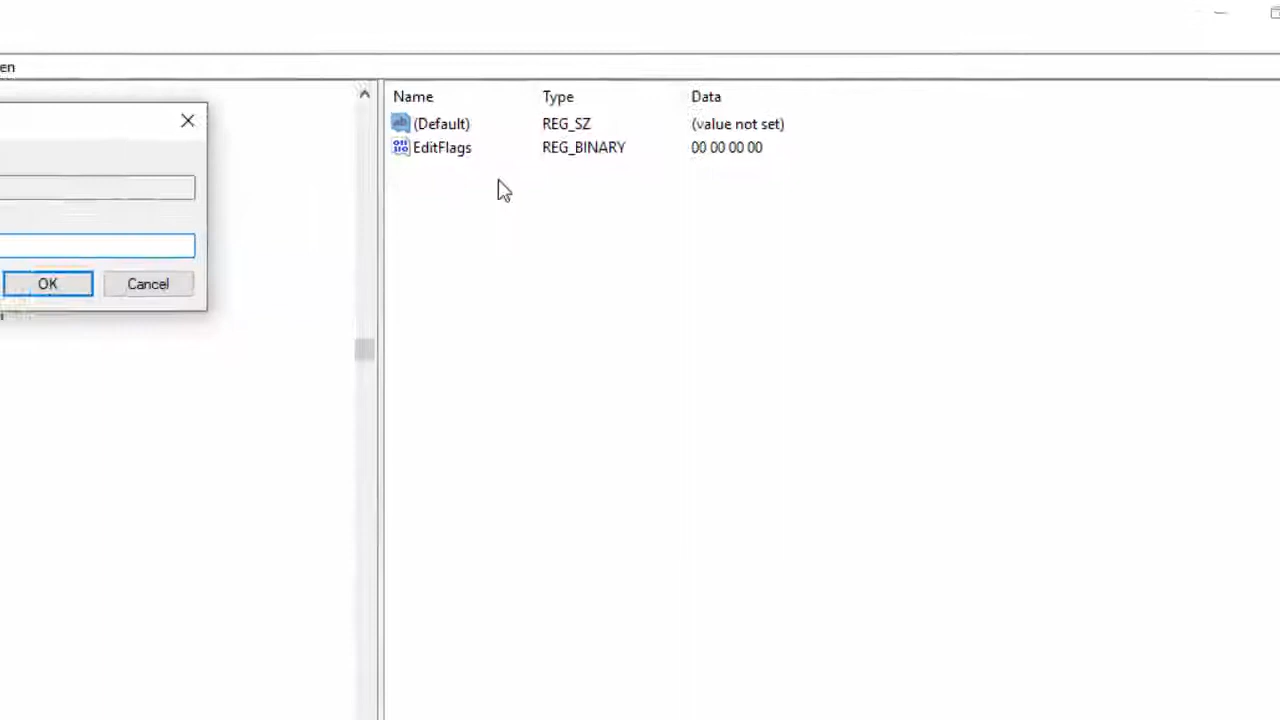 en
Name Type Data
(Default) REG_SZ (value not set)
EditFlags REG_BINARY 00 00 00 00
OK Cancel